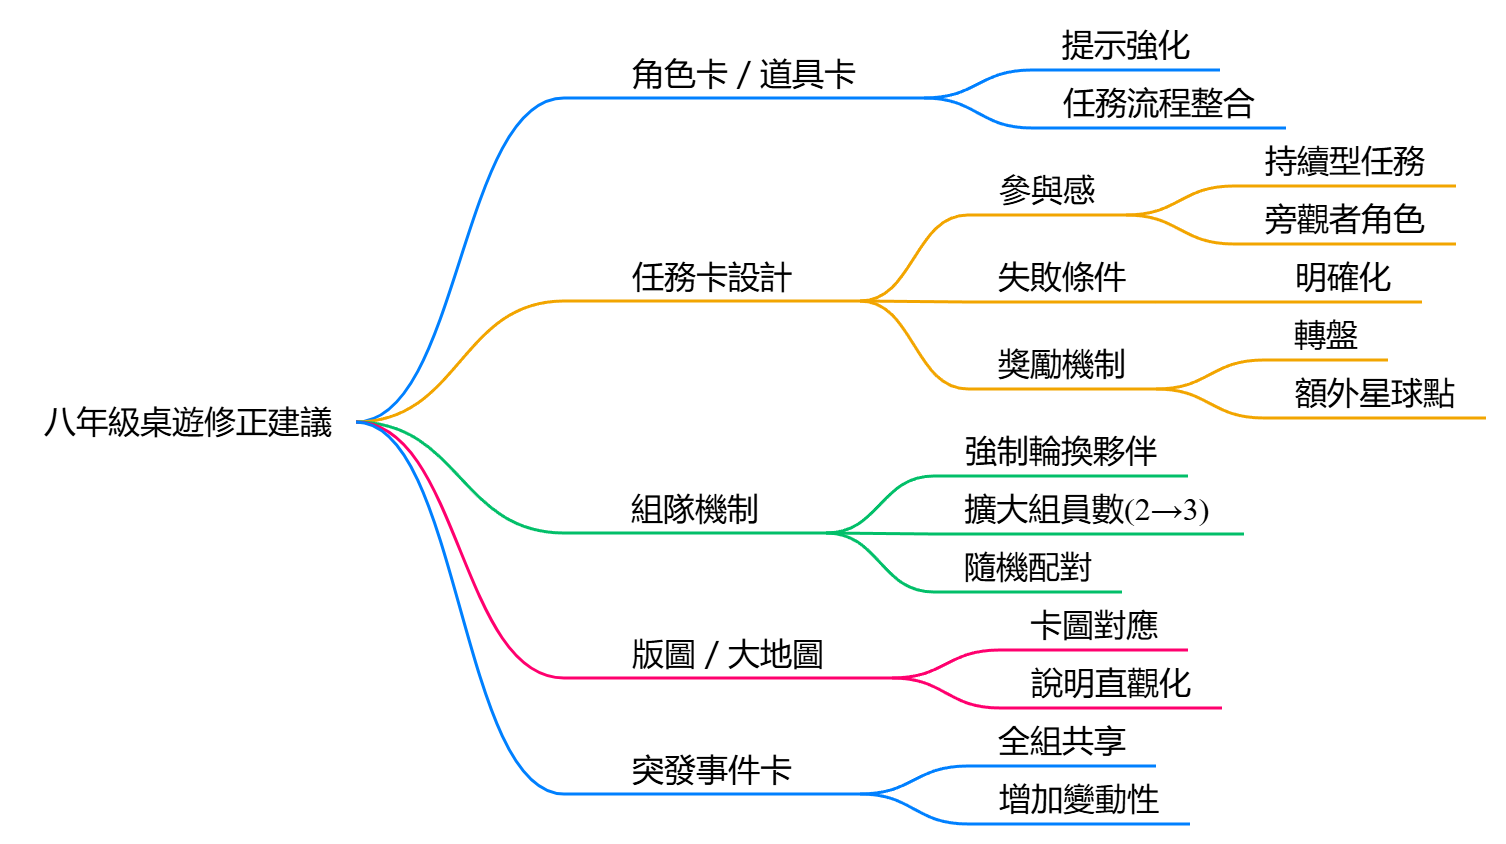 八年級桌遊修正建議
角色卡 / 道具卡
提示強化
任務流程整合
任務卡設計
參與感
持續型任務
旁觀者角色
失敗條件
明確化
獎勵機制
轉盤
額外星球點
組隊機制
強制輪換夥伴
擴大組員數(2→3)
隨機配對
版圖 / 大地圖
卡圖對應
說明直觀化
突發事件卡
全組共享
增加變動性